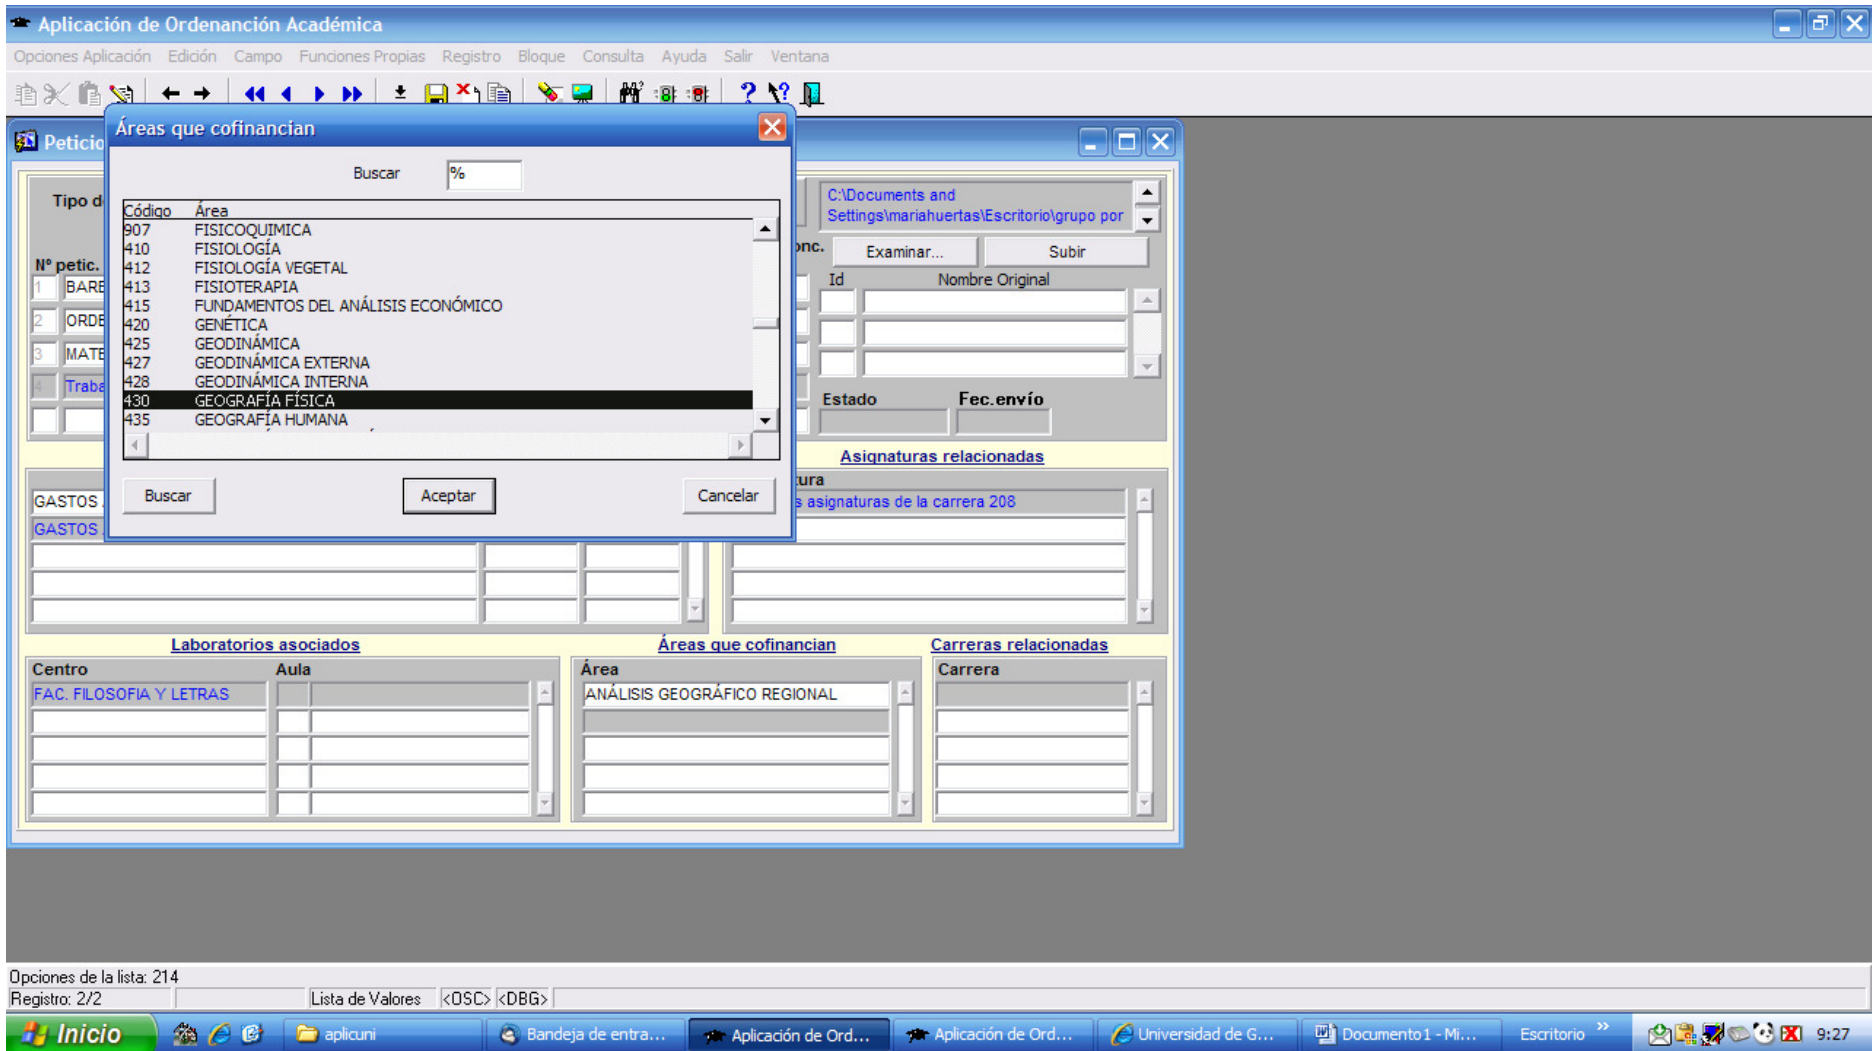 Aplicación de Ordenanción Académica
Opciones Aplicación Edición Campo Funciones Propias Registro Bloque Consulta Ayuda Salir Ventana
Áreas que cofinancian
Peticio
Buscar %
Código Área
907 FISICOQUIMICA
410 FISIOLOGÍA
412 FISIOLOGÍA VEGETAL
413 FISIOTERAPIA
415 FUNDAMENTOS DEL ANÁLISIS ECONÓMICO
420 GENÉTICA
425 GEODINÁMICA
427 GEODINÁMICA EXTERNA
428 GEODINÁMICA INTERNA
430 GEOGRAFÍA FÍSICA
435 GEOGRAFÍA HUMANA
Buscar Aceptar Cancelar
Tipo d
C:\Documents and
Settings\mariahuertas\Escritorio\grupo por
onc. Examinar... Subir
Nº petic.
Id Nombre Original
1 BARE
2 ORDE
3 MATE
4 Traba
Estado Fec.envío
Asignaturas relacionadas
tura
GASTOS
s asignaturas de la carrera 208
GASTOS
Laboratorios asociados Áreas que cofinancian Carreras relacionadas
Centro Aula Área Carrera
FAC. FILOSOFIA Y LETRAS ANÁLISIS GEOGRÁFICO REGIONAL
Opciones de la lista: 214
Registro: 2/2 Lista de Valores <OSC> <DBG>
Inicio aplicuni Bandeja de entra... Aplicación de Ord... Aplicación de Ord... Universidad de G... Documento1 - Mi... Escritorio » 9:27